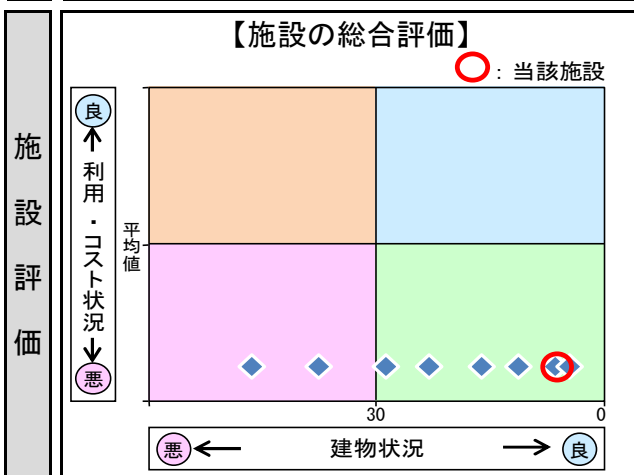 施設評価
【施設の総合評価】
：当該施設
良
利用・コスト状況
悪
平均値
30
0
悪
建物状況
良